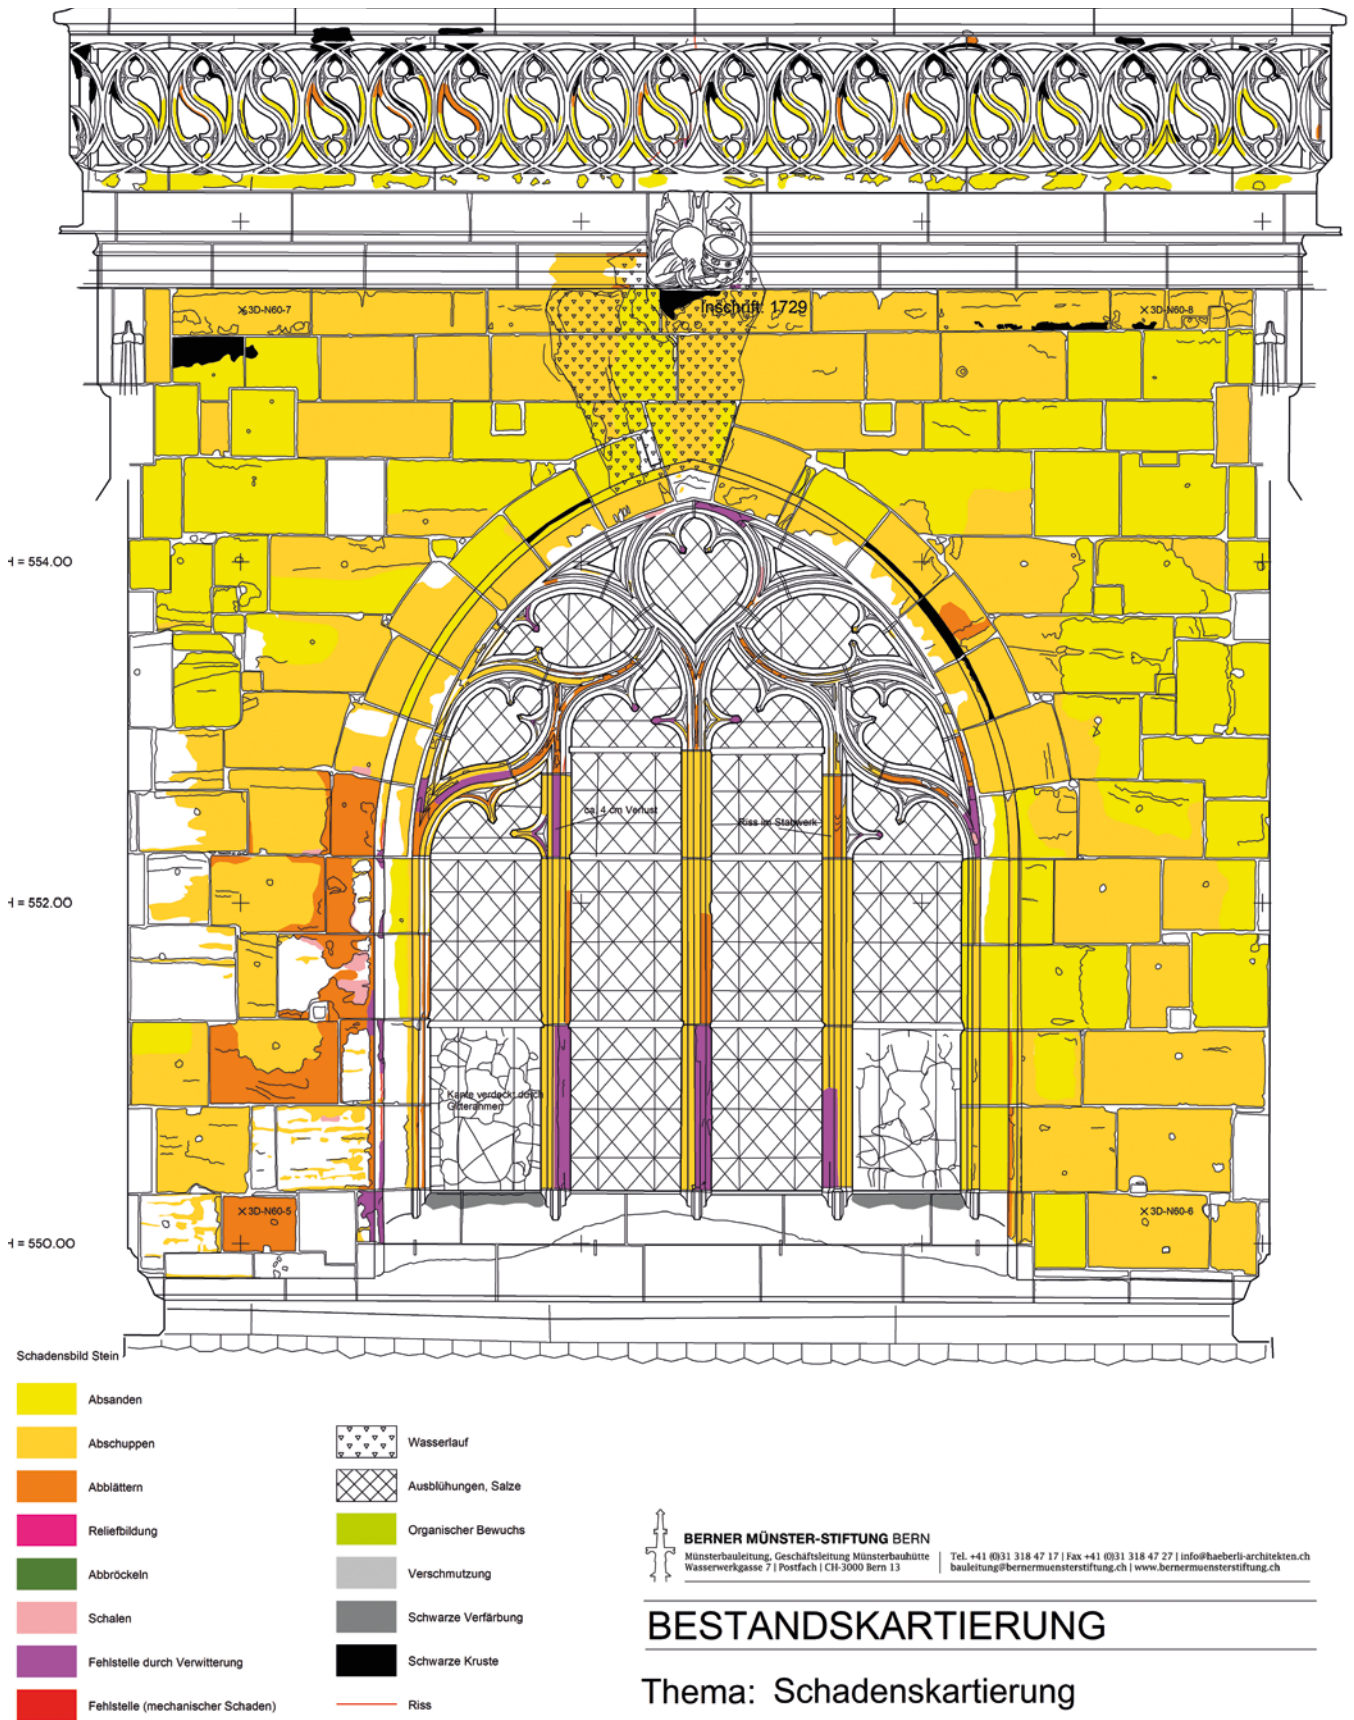 Inschrift: 1729
3D-N60-7
3D-N60-8
H = 554.00
ca. 4 cm Verlust
Riss im Stabwerk
H = 552.00
Kante verdeckt durch
Gitterrahmen
3D-N60-5
3D-N60-6
H = 550.00
Schadensbild Stein
Absanden
Abschuppen
Abblättern
Reliefbildung
Abbröckeln
Schalen
Fehlstelle durch Verwitterung
Fehlstelle (mechanischer Schaden)
Wasserlauf
Ausblühungen, Salze
Organischer Bewuchs
Verschmutzung
Schwarze Verfärbung
Schwarze Kruste
Riss
BERNER MÜNSTER-STIFTUNG BERN
Münsterbauleitung, Geschäftsleitung Münsterbauhütte
Wasserwerkgasse 7 | Postfach | CH-3000 Bern 13
Tel. +41 (0)31 318 47 17 | Fax +41 (0)31 318 47 27 | info@haeberli-architekten.ch
bauleitung@bernermuensterstiftung.ch | www.bernermuensterstiftung.ch
BESTANDSKARTIERUNG
Thema: Schadenskartierung